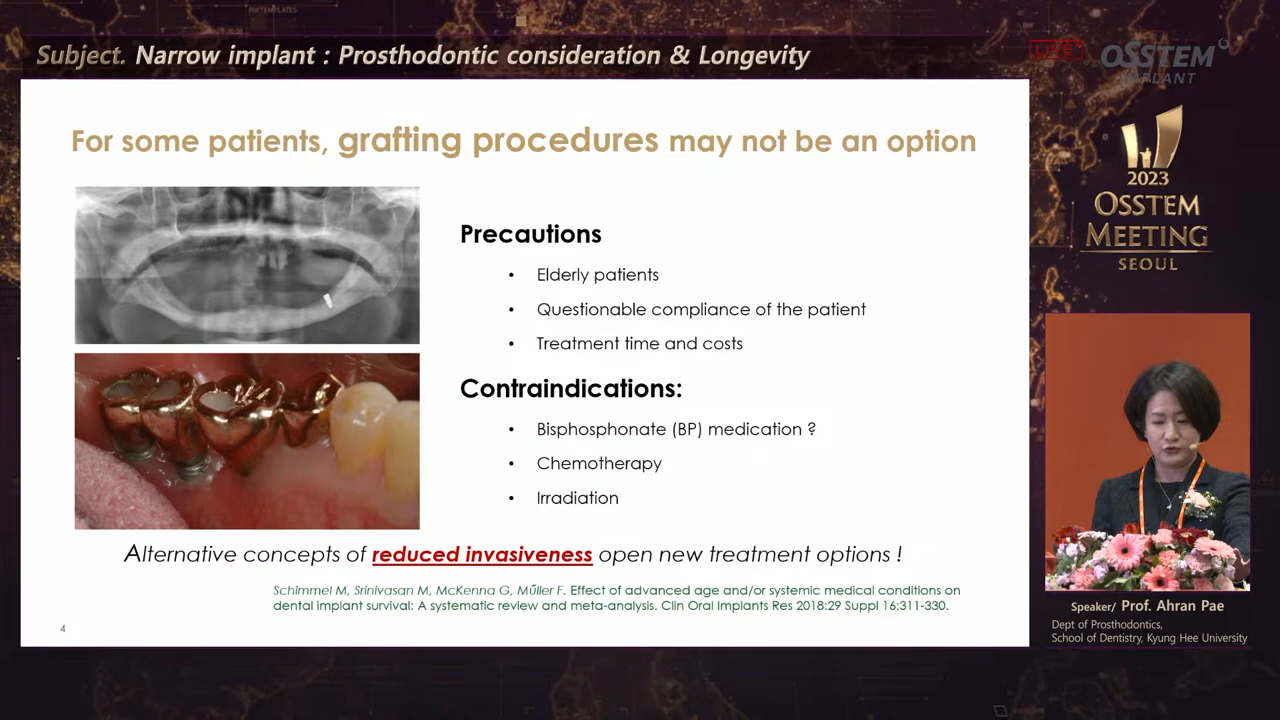 Subject. Narrow implant : Prosthodontic consideration & Longevity
LIVE
OSSTEM
IMPLANT
2023
OSSTEM
MEETING
SEOUL
For some patients, grafting procedures may not be an option
Precautions
• Elderly patients
• Questionable compliance of the patient
• Treatment time and costs
Contraindications:
• Bisphosphonate (BP) medication ?
• Chemotherapy
• Irradiation
Alternative concepts of reduced invasiveness open new treatment options !
Schimmel M, Srinivasan M, McKenna G, Műller F. Effect of advanced age and/or systemic medical conditions on
dental implant survival: A systematic review and meta-analysis. Clin Oral Implants Res 2018:29 Suppl 16:311-330.
4
Speaker/ Prof. Ahran Pae
Dept of Prosthodontics,
School of Dentistry, Kyung Hee University